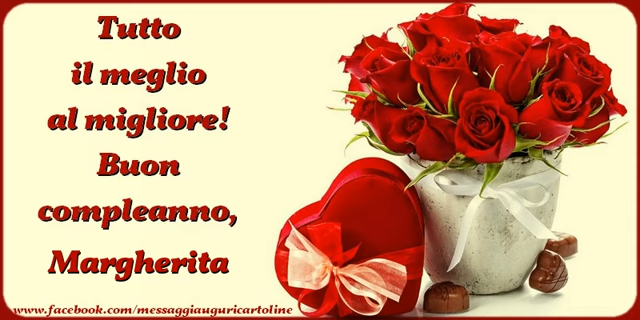 Tutto
il meglio
al migliore!
Buon
compleanno,
Margherita
www.facebook.com/messaggiauguricartoline